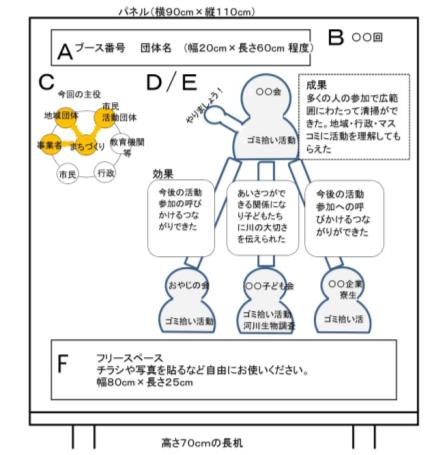 パネル(横90cm×縦110cm)
A ブース番号 団体名 (幅20cm×長さ60cm 程度)
B ○○回
C
今回の主役
地域団体
市民
活動団体
事業者
まちづくり
教育機関
等
市民
行政
D/E
やりましょう!
○○会
ゴミ拾い活動
成果
多くの人の参加で広範
囲にわたって清掃がで
きた。地域・行政・マス
コミに活動を理解しても
らえた
効果
今後の活動
参加の呼び
かけるつな
がりできた
あいさつがで
きる関係にな
り子どもたち
に川の大切さ
を伝えられた
今後の活動
参加への呼
びかけるつな
がりができた
おやじの会
ゴミ拾い活動
○○子ども会
ゴミ拾い活動
河川生物調査
○○企業
寮生
ゴミ拾い活
F
フリースペース
チラシや写真を貼るなど自由にお使いください。
幅80cm×長さ25cm
高さ70cmの長机